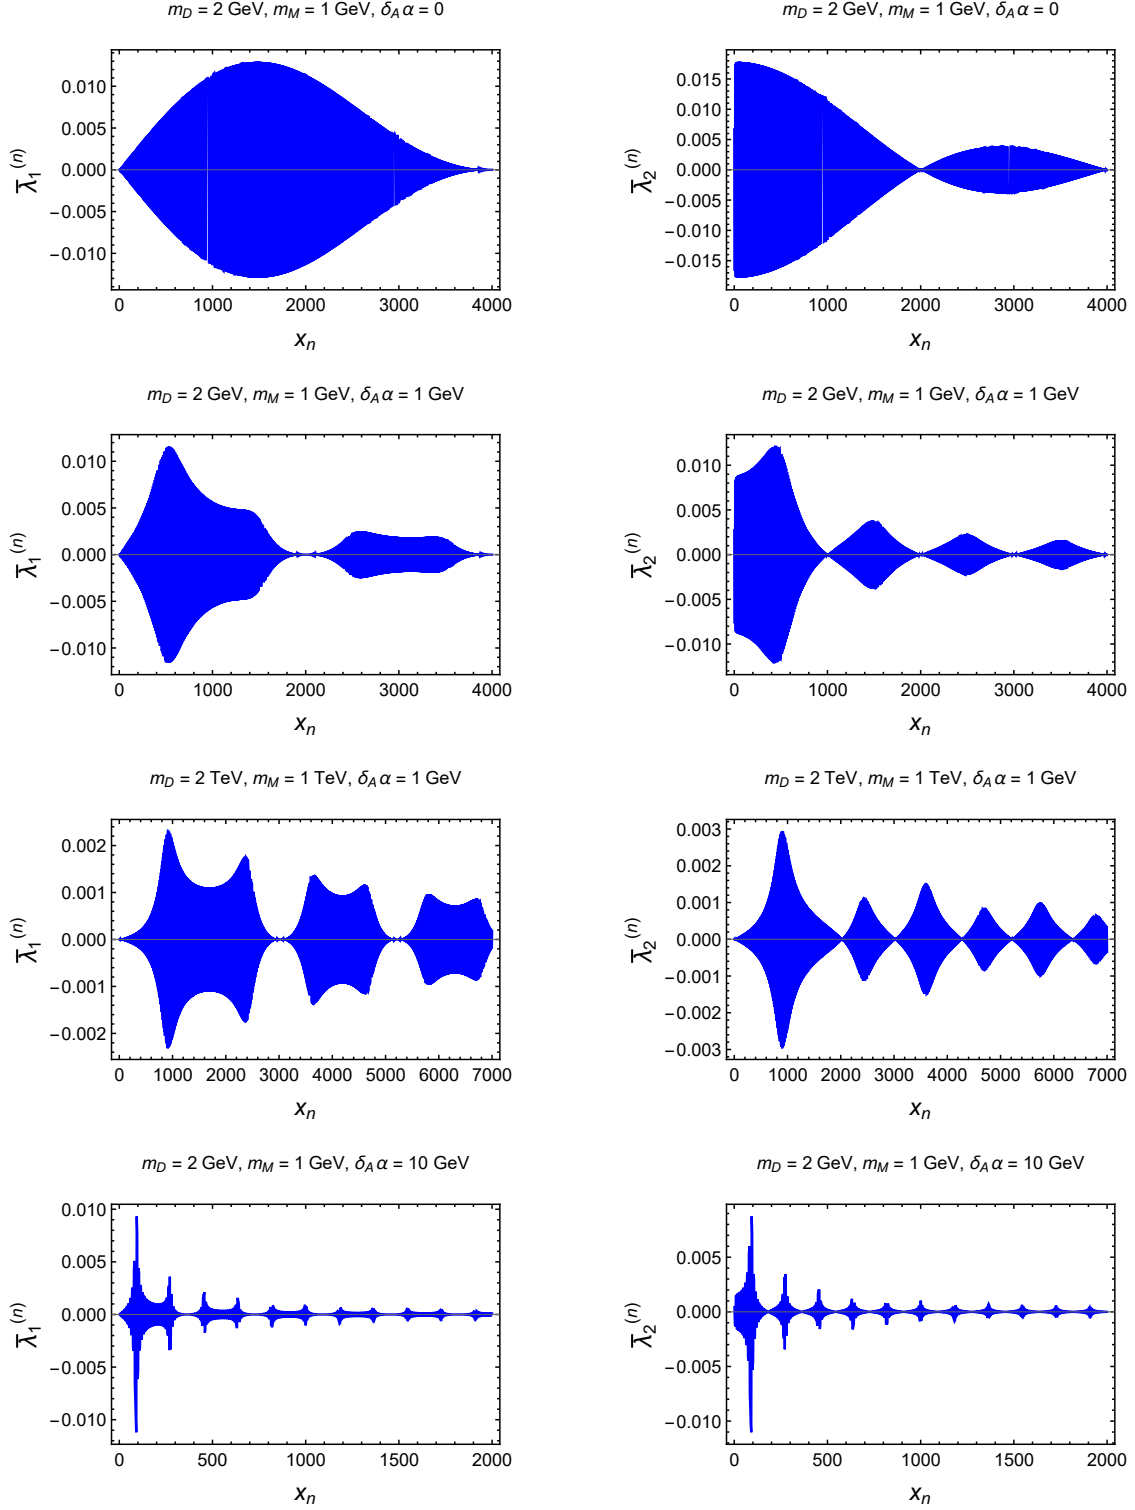 m_D = 2 GeV, m_M = 1 GeV, δ_A α = 0
0.010
0.005
0.000
−0.005
−0.010
λ̅₁⁽ⁿ⁾
0 1000 2000 3000 4000
x_n
m_D = 2 GeV, m_M = 1 GeV, δ_A α = 0
0.015
0.010
0.005
0.000
−0.005
−0.010
−0.015
λ̅₂⁽ⁿ⁾
0 1000 2000 3000 4000
x_n
m_D = 2 GeV, m_M = 1 GeV, δ_A α = 1 GeV
0.010
0.005
0.000
−0.005
−0.010
λ̅₁⁽ⁿ⁾
0 1000 2000 3000 4000
x_n
m_D = 2 GeV, m_M = 1 GeV, δ_A α = 1 GeV
0.010
0.005
0.000
−0.005
−0.010
λ̅₂⁽ⁿ⁾
0 1000 2000 3000 4000
x_n
m_D = 2 TeV, m_M = 1 TeV, δ_A α = 1 GeV
0.002
0.001
0.000
−0.001
−0.002
λ̅₁⁽ⁿ⁾
0 1000 2000 3000 4000 5000 6000 7000
x_n
m_D = 2 TeV, m_M = 1 TeV, δ_A α = 1 GeV
0.003
0.002
0.001
0.000
−0.001
−0.002
−0.003
λ̅₂⁽ⁿ⁾
0 1000 2000 3000 4000 5000 6000 7000
x_n
m_D = 2 GeV, m_M = 1 GeV, δ_A α = 10 GeV
0.010
0.005
0.000
−0.005
−0.010
λ̅₁⁽ⁿ⁾
0 500 1000 1500 2000
x_n
m_D = 2 GeV, m_M = 1 GeV, δ_A α = 10 GeV
0.005
0.000
−0.005
−0.010
λ̅₂⁽ⁿ⁾
0 500 1000 1500 2000
x_n